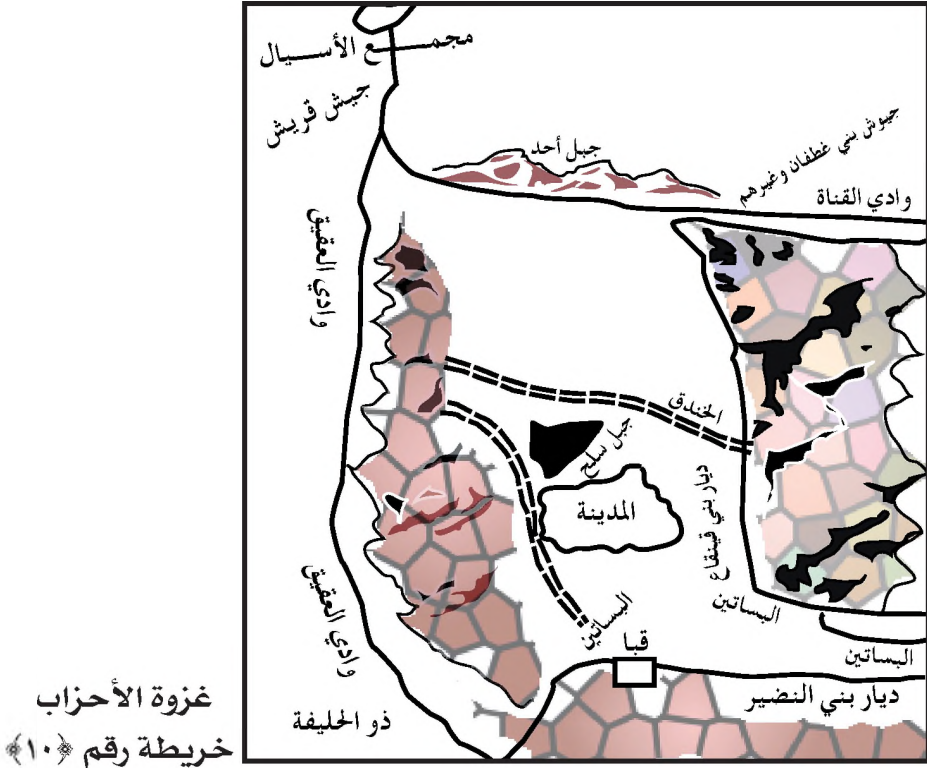 مجمع الأسيال
جيش قريش
جبل أحد
جيوش بني غطفان وغيرهم
وادي القناة
وادي العقيق
الخندق
جبل سلح
المدينة
ديار بني قينقاع
البساتين
البساتين
البساتين
قبا
وادي العقيق
ديار بني النضير
ذو الحليفة
غزوة الأحزاب
خريطة رقم ﴿١٠﴾